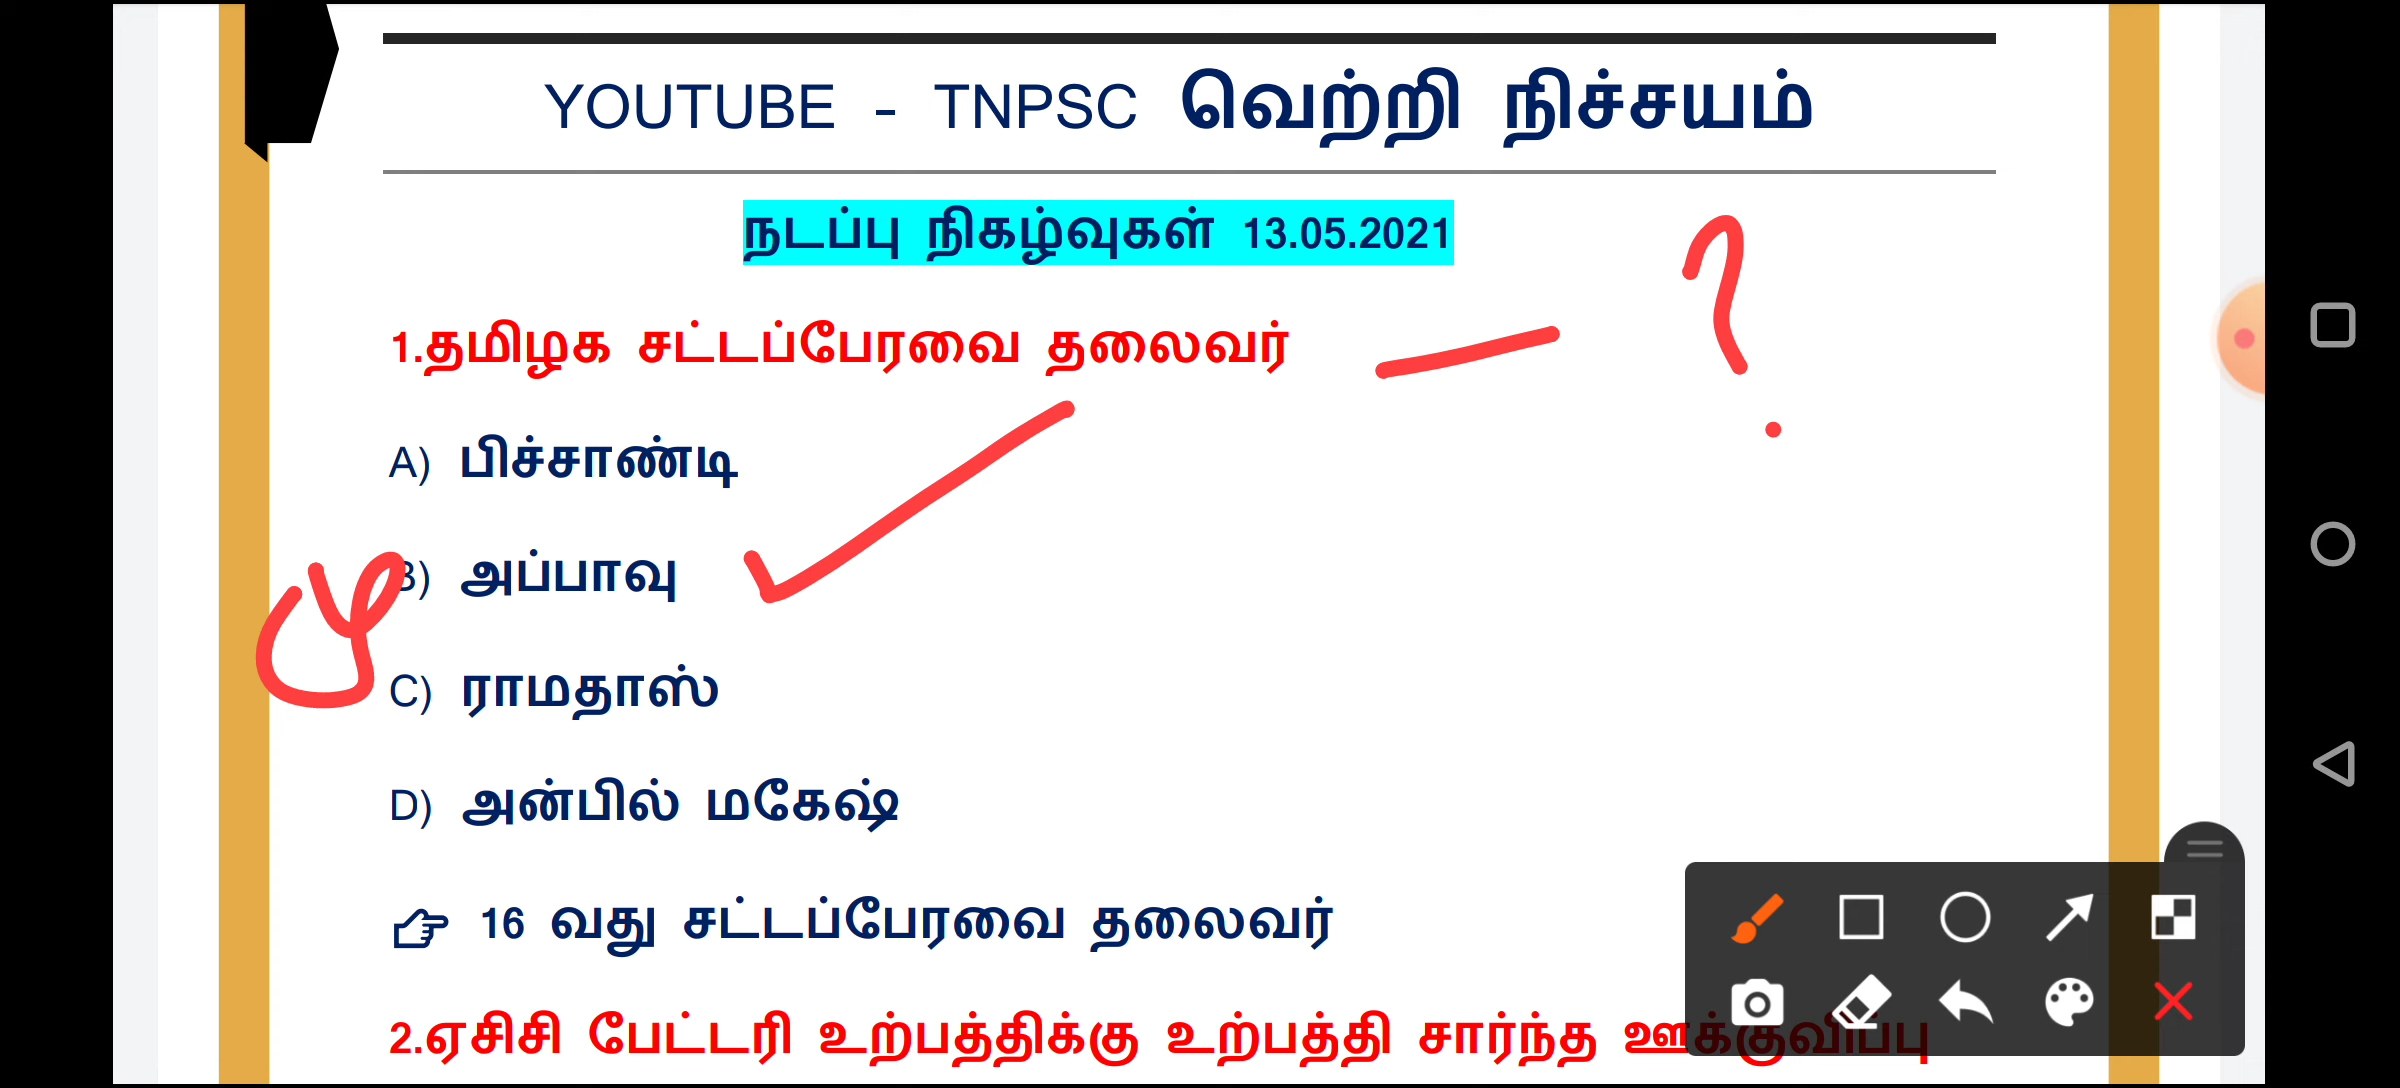 YOUTUBE - TNPSC வெற்றி நிச்சயம்
நடப்பு நிகழ்வுகள் 13.05.2021
1.தமிழக சட்டப்பேரவை தலைவர்
?
A) பிச்சாண்டி
B) அப்பாவு
C) ராமதாஸ்
D) அன்பில் மகேஷ்
16 வது சட்டப்பேரவை தலைவர்
2.ஏசிசி பேட்டரி உற்பத்திக்கு உற்பத்தி சார்ந்த ஊக்குவிப்பு